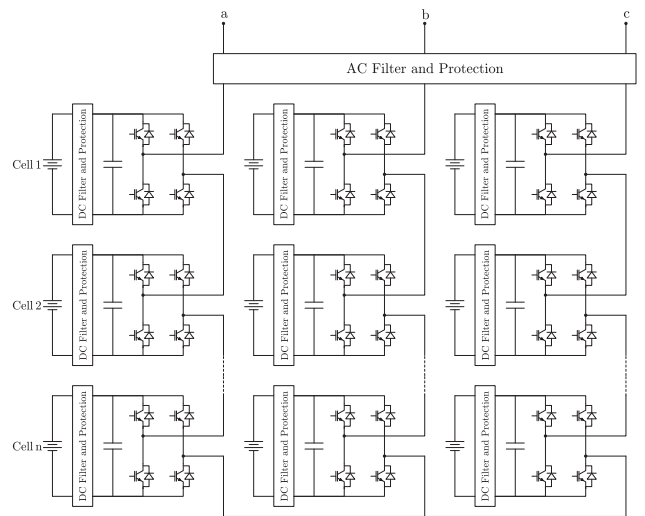 a
b
c
AC Filter and Protection
Cell 1
DC Filter and Protection
DC Filter and Protection
DC Filter and Protection
Cell 2
DC Filter and Protection
DC Filter and Protection
DC Filter and Protection
Cell n
DC Filter and Protection
DC Filter and Protection
DC Filter and Protection